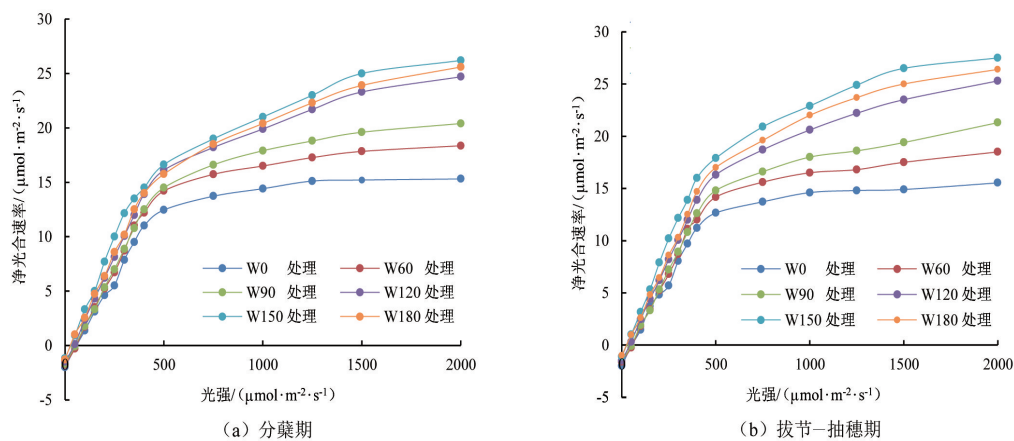 30
25
20
15
10
5
0
-5
净光合速率/(μmol·m⁻²·s⁻¹)
W0 处理
W60 处理
W90 处理
W120 处理
W150 处理
W180 处理
0
500
1000
1500
2000
光强/(μmol·m⁻²·s⁻¹)
(a) 分蘖期
30
25
20
15
10
5
0
-5
净光合速率/(μmol·m⁻²·s⁻¹)
W0 处理
W60 处理
W90 处理
W120 处理
W150 处理
W180 处理
0
500
1000
1500
2000
光强/(μmol·m⁻²·s⁻¹)
(b) 拔节—抽穗期